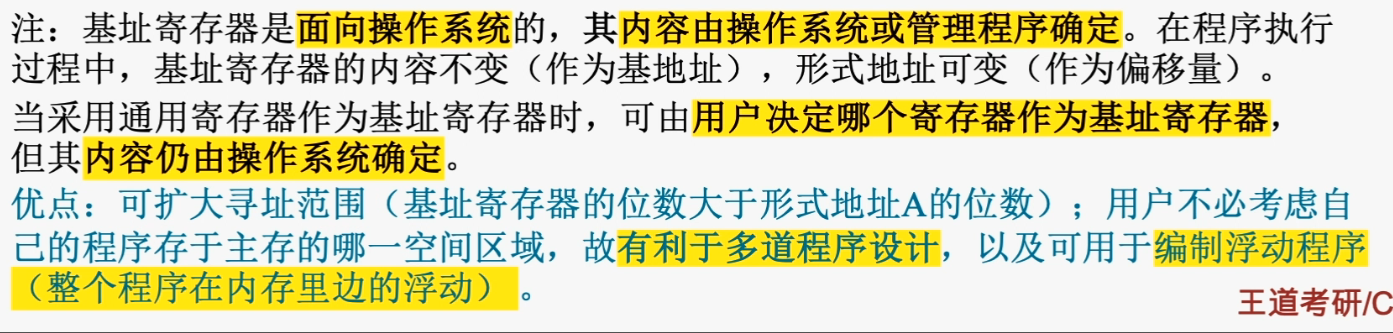 注：基址寄存器是面向操作系统的，其内容由操作系统或管理程序确定。在程序执行
过程中，基址寄存器的内容不变（作为基地址），形式地址可变（作为偏移量）。
当采用通用寄存器作为基址寄存器时，可由用户决定哪个寄存器作为基址寄存器，
但其内容仍由操作系统确定。
优点：可扩大寻址范围（基址寄存器的位数大于形式地址A的位数）；用户不必考虑自
己的程序存于主存的哪一空间区域，故有利于多道程序设计，以及可用于编制浮动程序
（整个程序在内存里边的浮动）。
王道考研/C